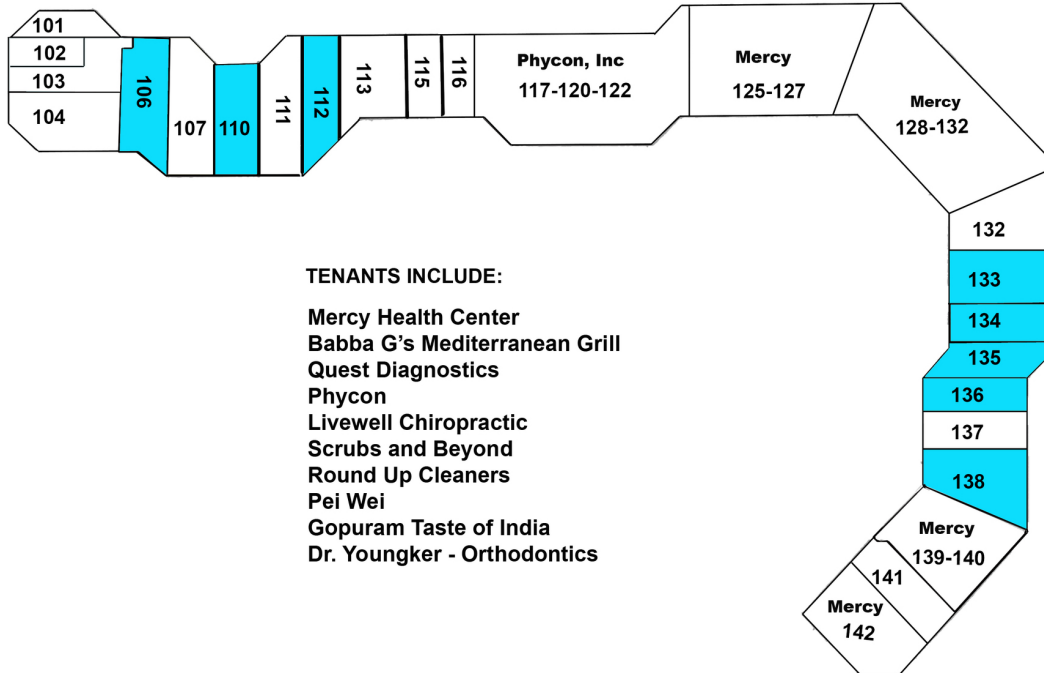 101
102
103
104
106
107
110
111
112
113
115
116
Phycon, Inc
117-120-122
Mercy
125-127
Mercy
128-132
132
133
134
135
136
137
138
Mercy
139-140
141
Mercy
142
TENANTS INCLUDE:
Mercy Health Center
Babba G's Mediterranean Grill
Quest Diagnostics
Phycon
Livewell Chiropractic
Scrubs and Beyond
Round Up Cleaners
Pei Wei
Gopuram Taste of India
Dr. Youngker - Orthodontics